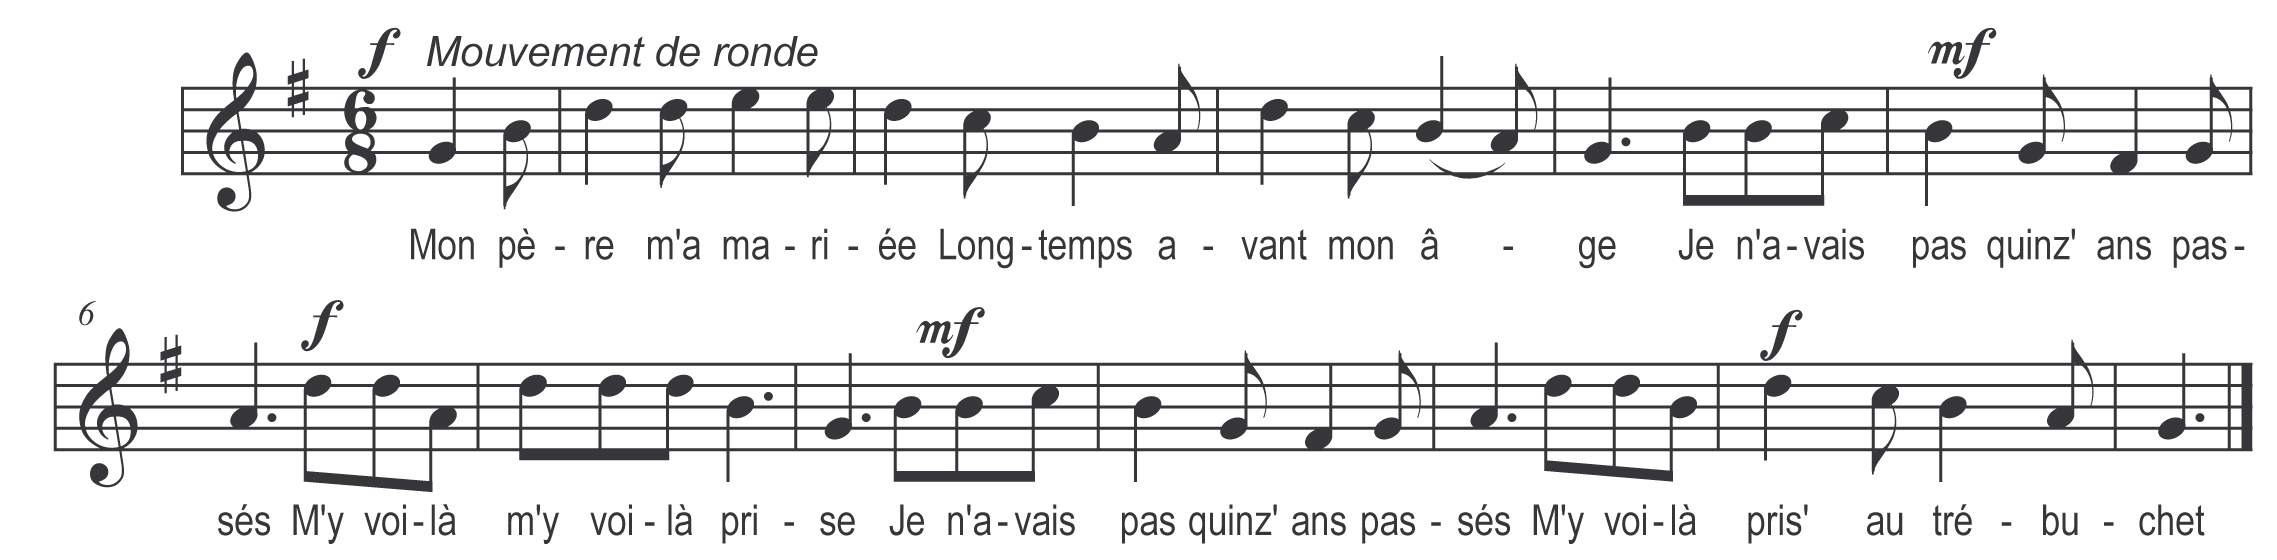 f Mouvement de ronde mf
6
8
Mon pè - re m'a ma - ri - ée Long - temps a - vant mon â - ge Je n'a - vais pas quinz' ans pas -
6 f mf f
sés M'y voi - là m'y voi - là pri - se Je n'a - vais pas quinz' ans pas - sés M'y voi - là pris' au tré - bu - chet